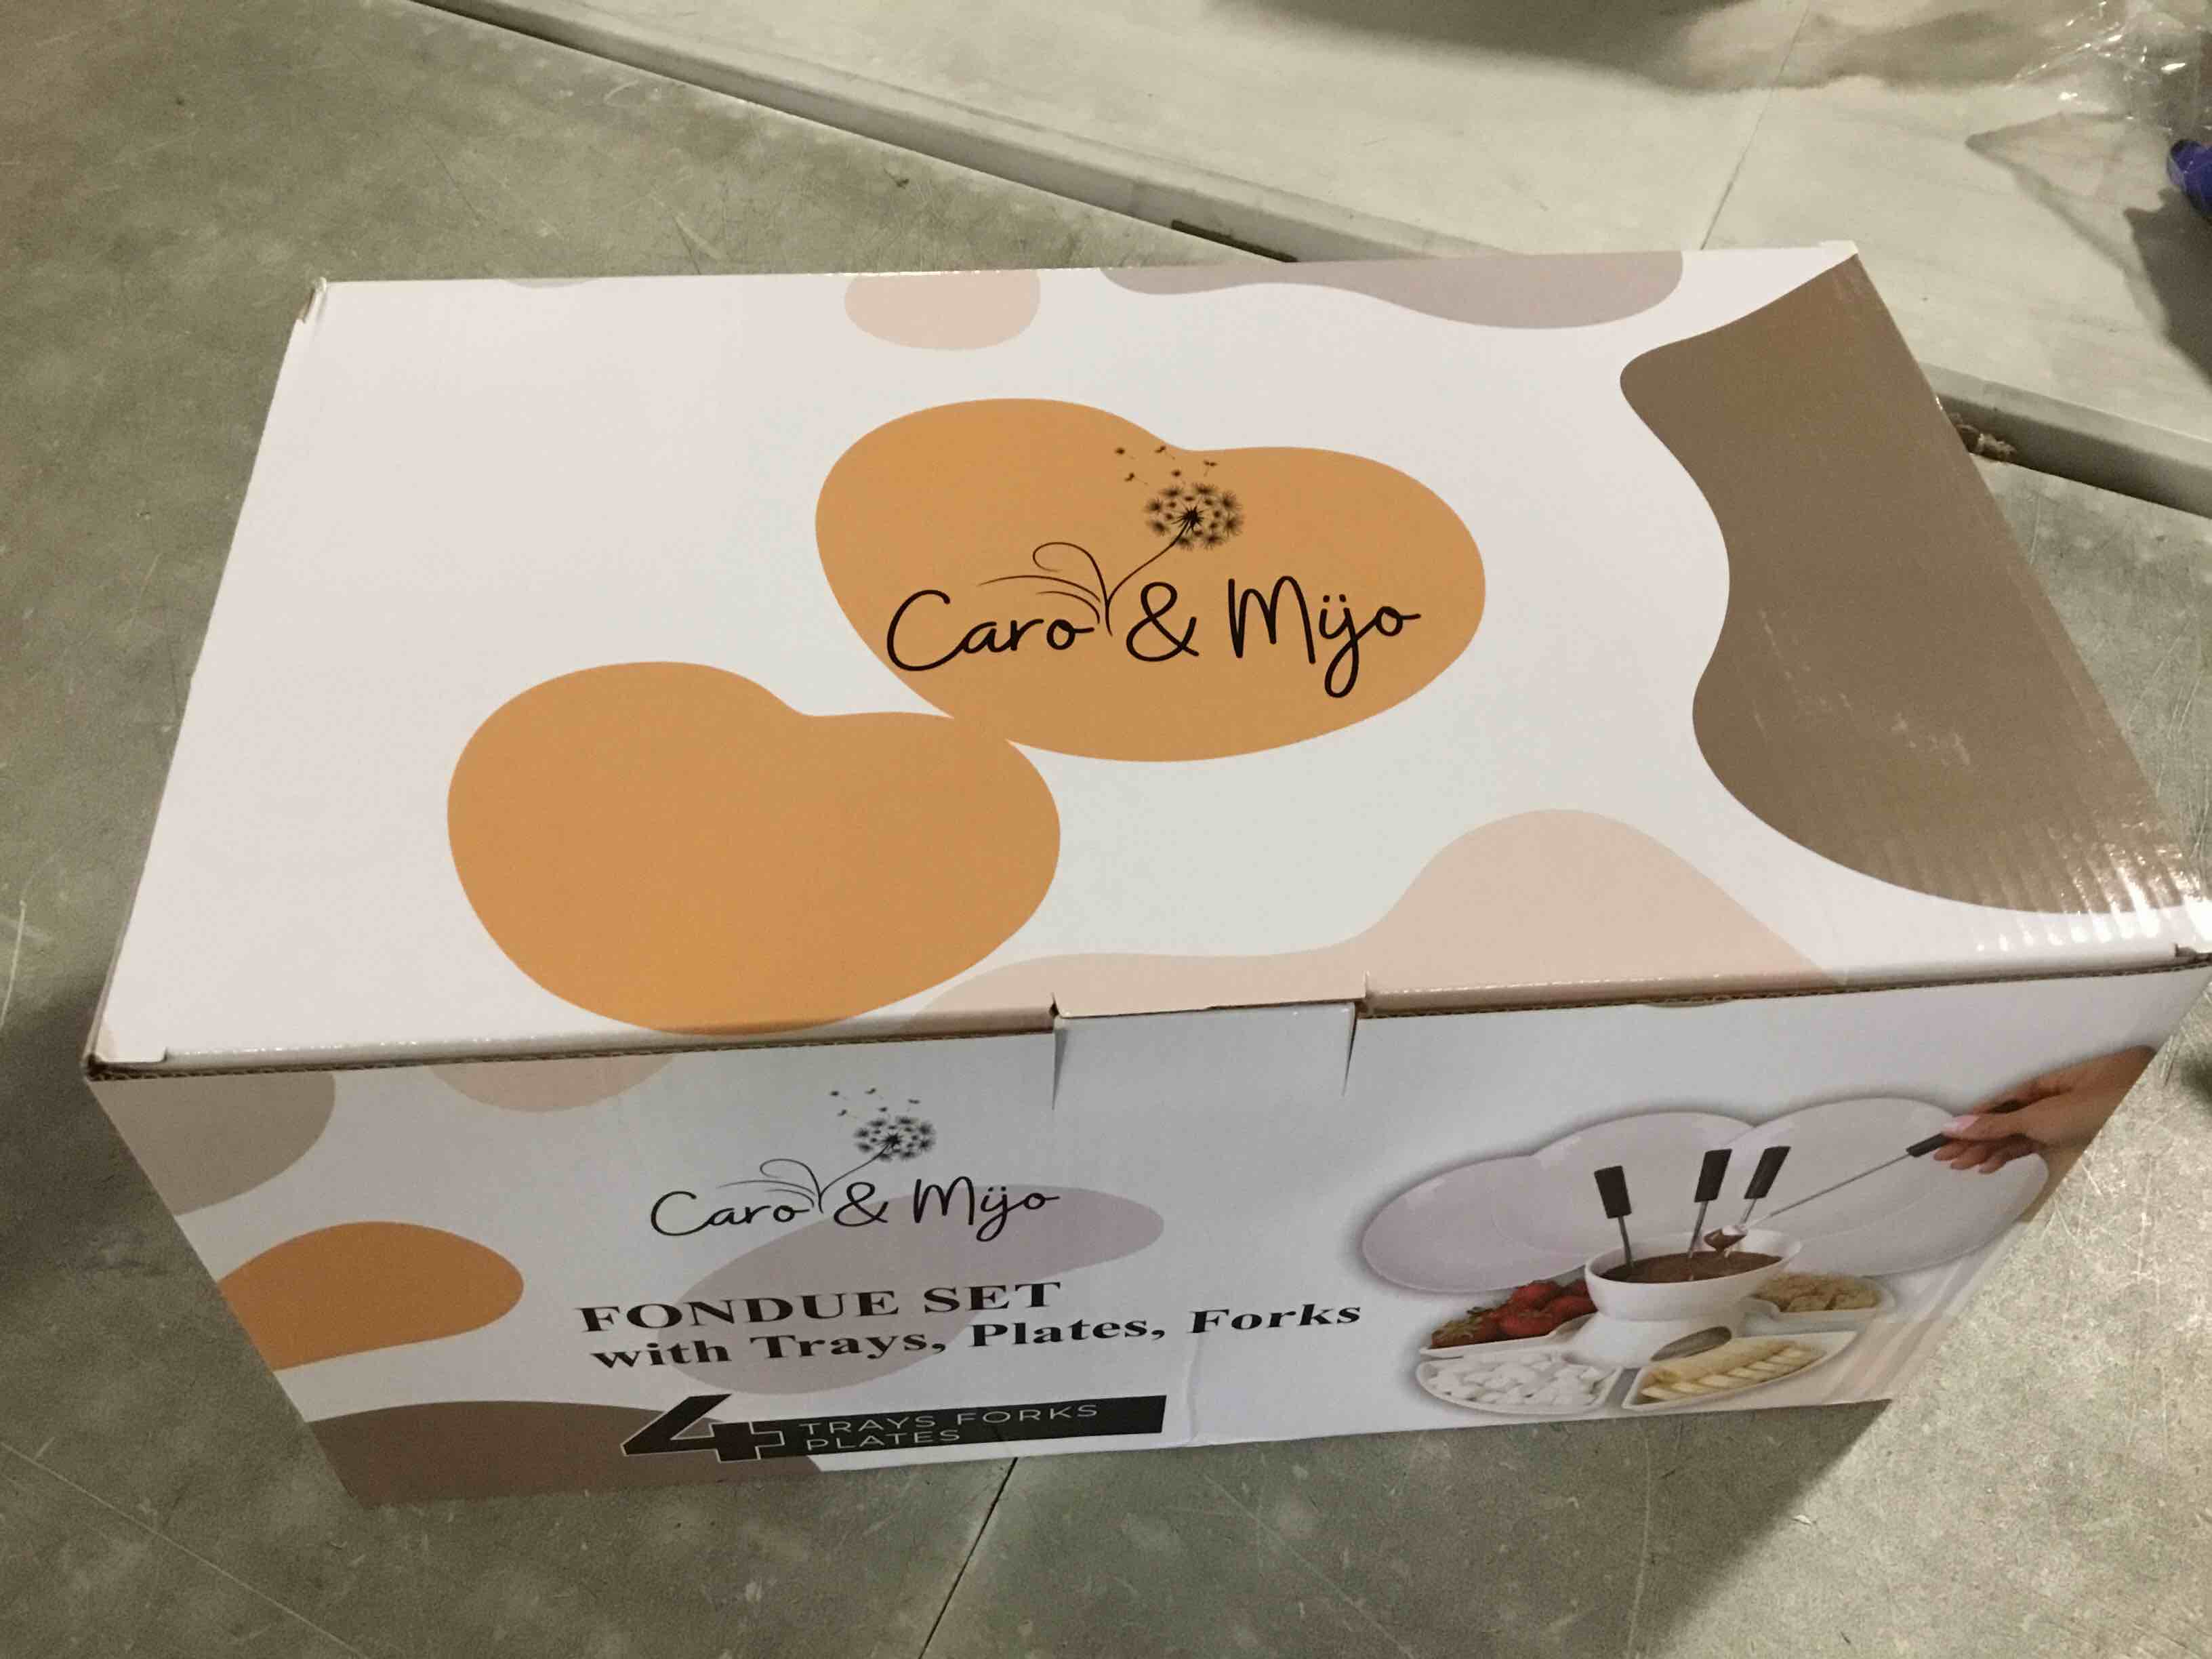 Caro & Mijo
Caro & Mijo
FONDUE SET
with Trays, Plates, Forks
4 TRAYS FORKS
PLATES